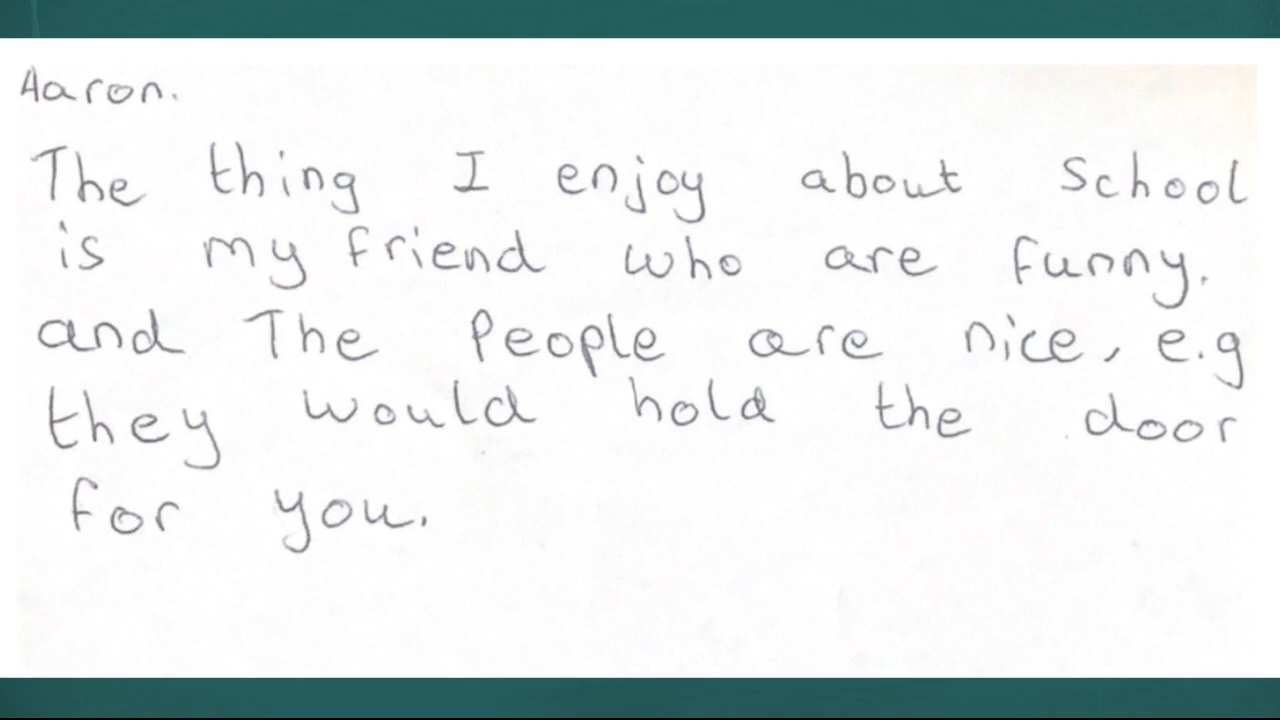 Aaron.
The thing I enjoy about School
is my friend who are funny.
and The People are nice, e.g
they would hold the door
for you.